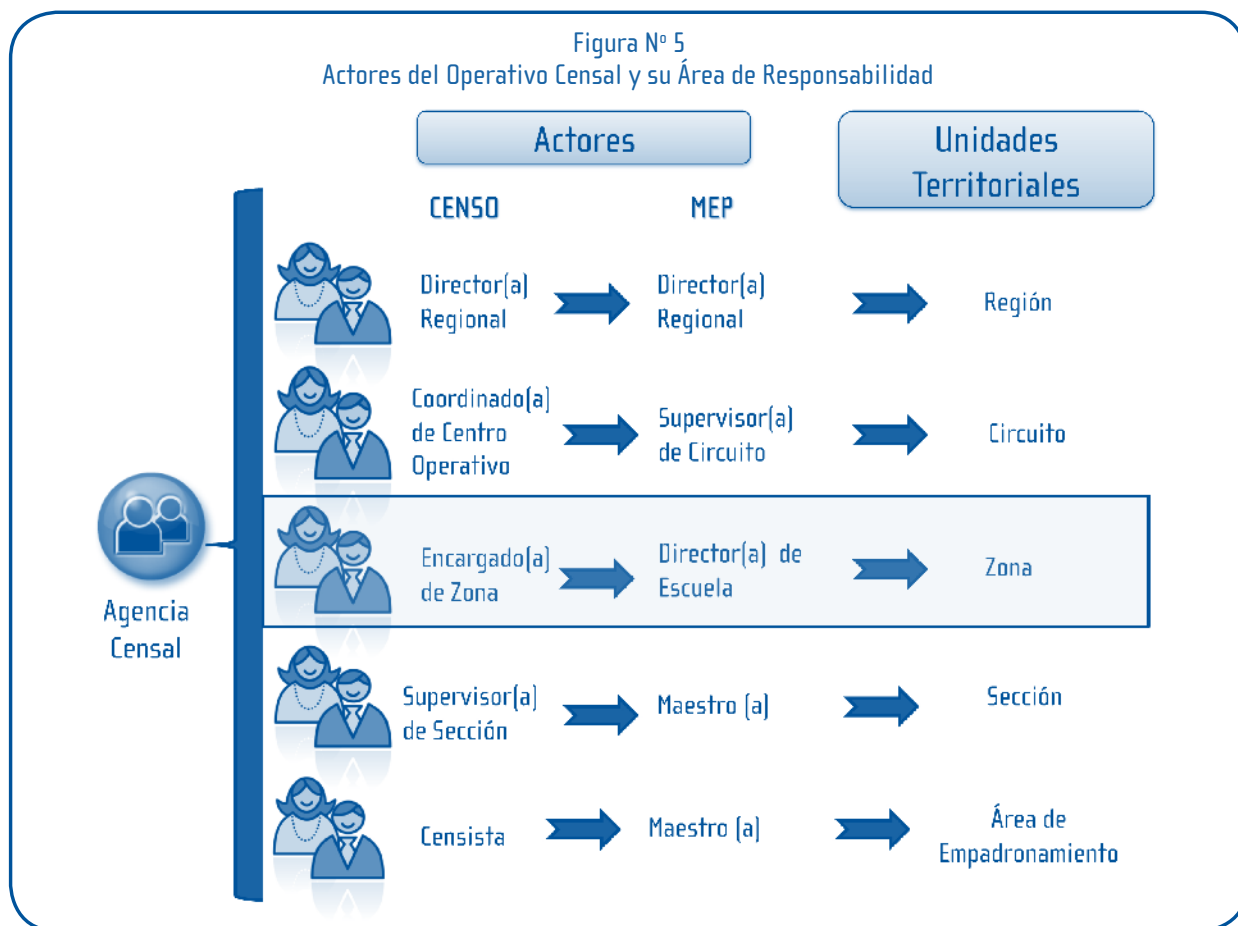 Figura Nº 5
Actores del Operativo Censal y su Área de Responsabilidad
Actores
Unidades
Territoriales
CENSO
MEP
Director(a)
Regional
Director(a)
Regional
Región
Coordinado(a)
de Centro
Operativo
Supervisor(a)
de Circuito
Circuito
Encargado(a)
de Zona
Director(a) de
Escuela
Zona
Agencia
Censal
Supervisor(a)
de Sección
Maestro (a)
Sección
Censista
Maestro (a)
Área de
Empadronamiento